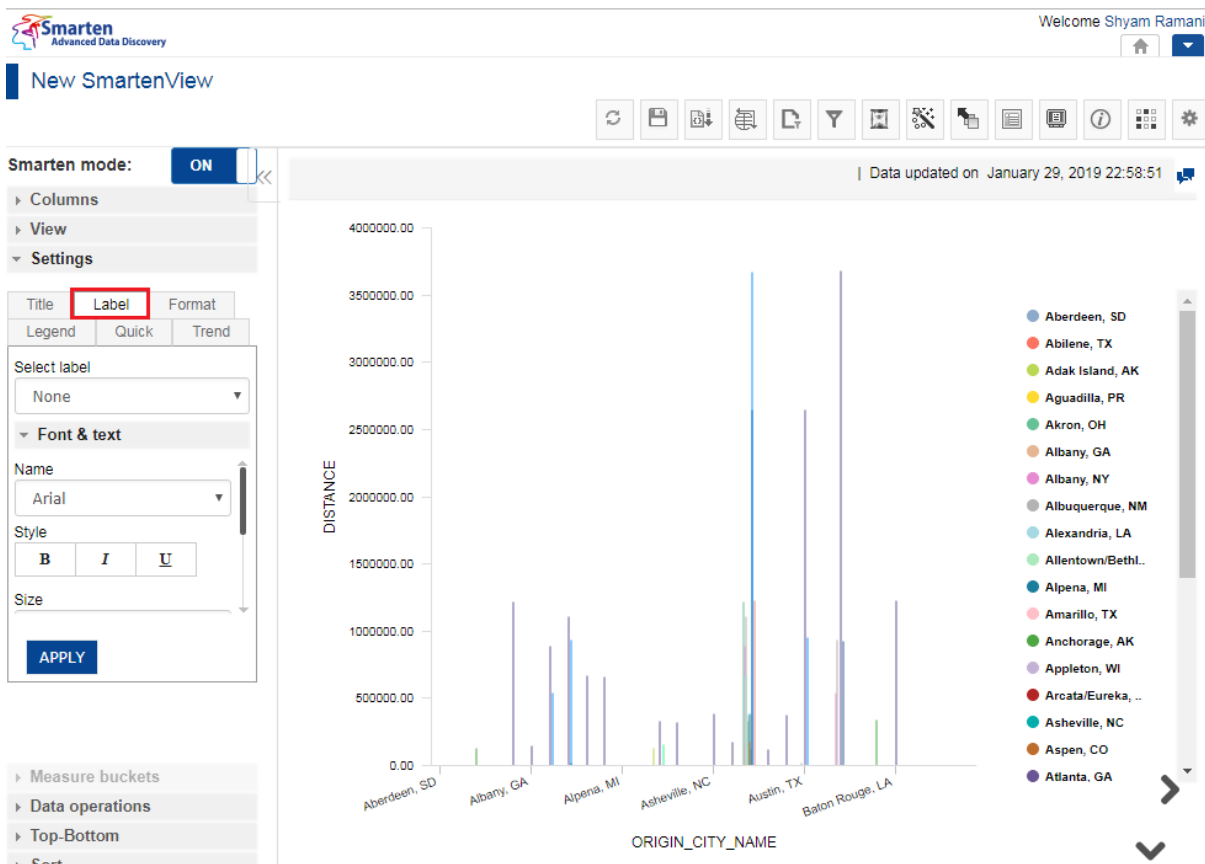 Smarten
Advanced Data Discovery
Welcome Shyam Ramani
New SmartenView
Smarten mode: ON
| Data updated on January 29, 2019 22:58:51
Columns
View
Settings
Title Label Format
Legend Quick Trend
Select label
None
Font & text
Name
Arial
Style
B I U
Size
APPLY
Measure buckets
Data operations
Top-Bottom
Sort
4000000.00
3500000.00
3000000.00
2500000.00
2000000.00
1500000.00
1000000.00
500000.00
0.00
DISTANCE
Aberdeen, SD
Albany, GA
Alpena, MI
Asheville, NC
Austin, TX
Baton Rouge, LA
ORIGIN_CITY_NAME
Aberdeen, SD
Abilene, TX
Adak Island, AK
Aguadilla, PR
Akron, OH
Albany, GA
Albany, NY
Albuquerque, NM
Alexandria, LA
Allentown/Bethl..
Alpena, MI
Amarillo, TX
Anchorage, AK
Appleton, WI
Arcata/Eureka, ..
Asheville, NC
Aspen, CO
Atlanta, GA